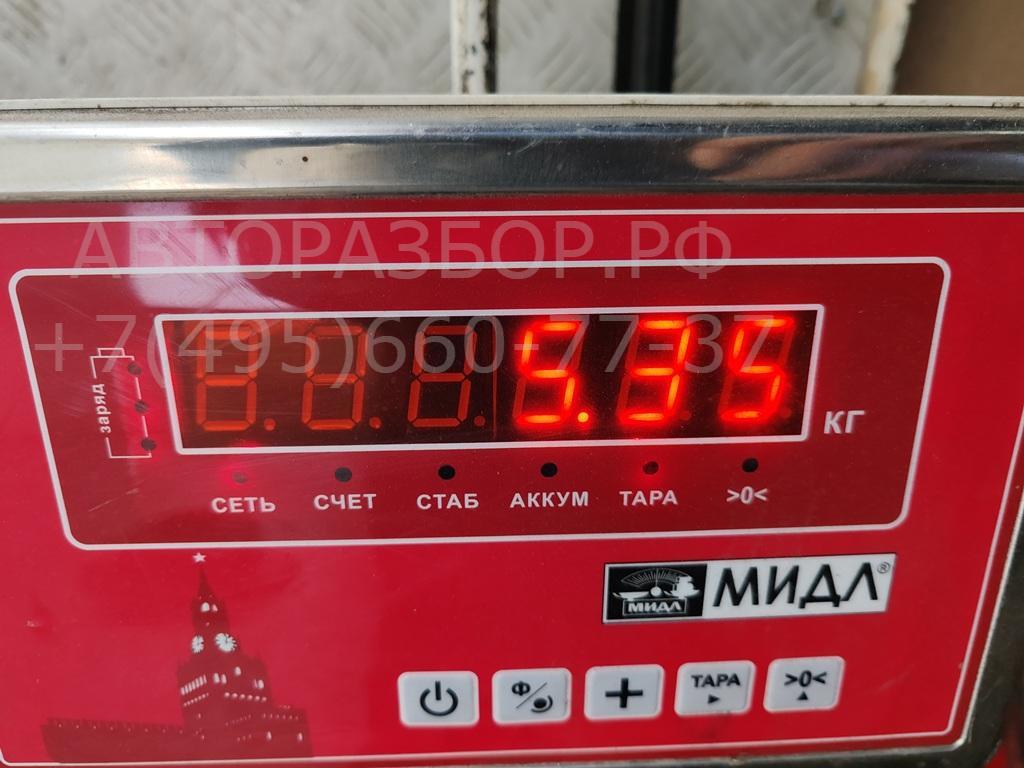 АВТОРАЗБОР.РФ
+7(495)660-77-37
5.35
заряд
КГ
СЕТЬ СЧЕТ СТАБ АККУМ ТАРА >0<
МИДЛ МИДЛ®
Ф ТАРА >0<